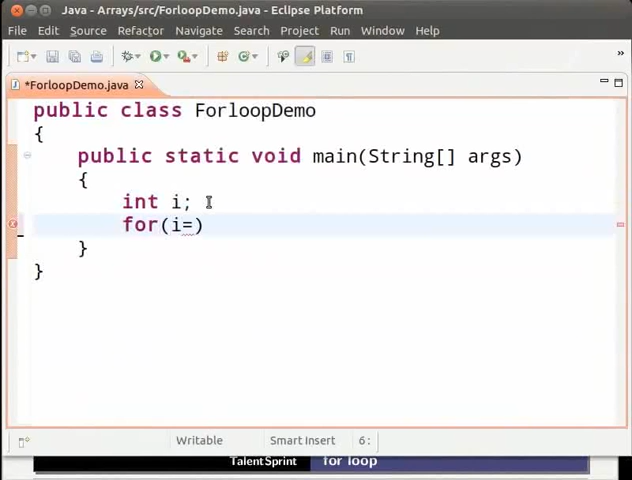 Java - Arrays/src/ForloopDemo.java - Eclipse Platform
File Edit Source Refactor Navigate Search Project Run Window Help
*ForloopDemo.java
public class ForloopDemo
{
public static void main(String[] args)
{
int i;
for(i=)
}
}
Writable Smart Insert 6 :
TalentSprint for loop